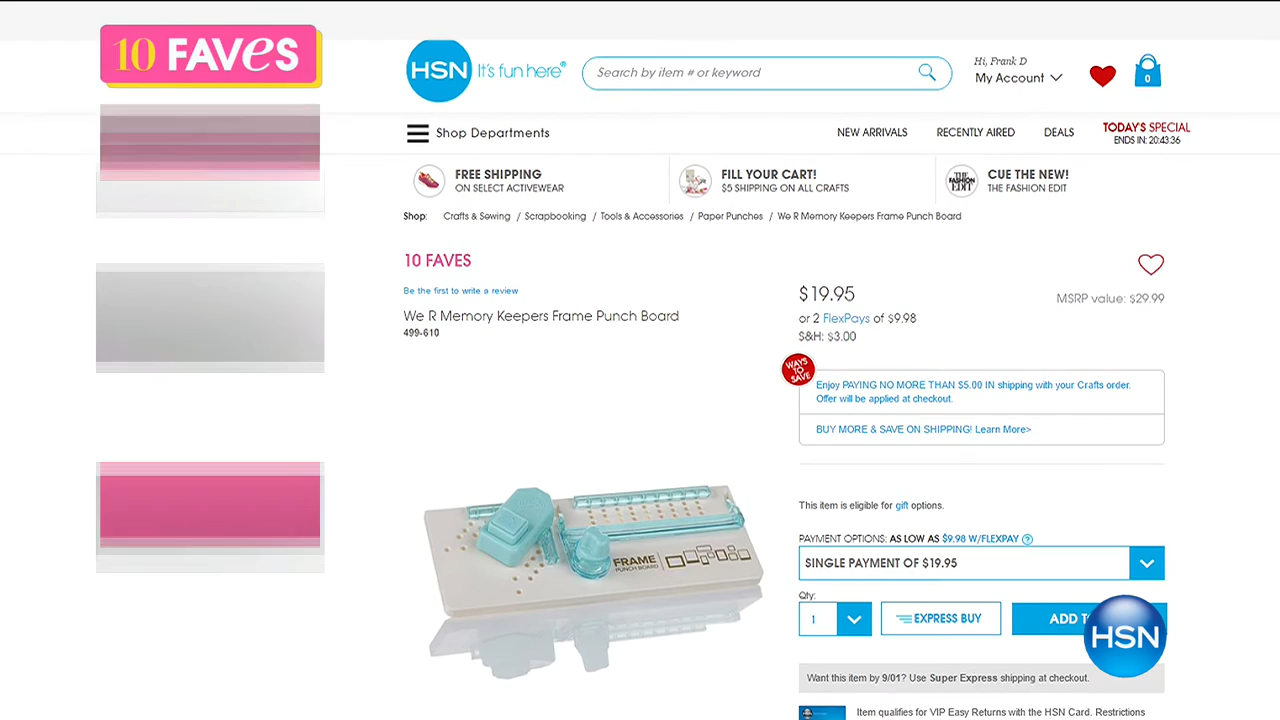 10 FAVES
HSN It's fun here®
Search by item # or keyword
Hi, Frank D
My Account
0
Shop Departments
NEW ARRIVALS
RECENTLY AIRED
DEALS
TODAY'S SPECIAL
ENDS IN: 20:43:36
FREE SHIPPING
ON SELECT ACTIVEWEAR
FILL YOUR CART!
$5 SHIPPING ON ALL CRAFTS
THE FASHION EDIT
CUE THE NEW!
THE FASHION EDIT
Shop: Crafts & Sewing / Scrapbooking / Tools & Accessories / Paper Punches / We R Memory Keepers Frame Punch Board
10 FAVES
Be the first to write a review
We R Memory Keepers Frame Punch Board
499-610
$19.95
MSRP value: $29.99
or 2 FlexPays of $9.98
S&H: $3.00
WAYS TO SAVE
Enjoy PAYING NO MORE THAN $5.00 IN shipping with your Crafts order.
Offer will be applied at checkout.
BUY MORE & SAVE ON SHIPPING! Learn More>
This item is eligible for gift options.
PAYMENT OPTIONS: AS LOW AS $9.98 W/FLEXPAY ?
SINGLE PAYMENT OF $19.95
Qty:
1
EXPRESS BUY
ADD T
HSN
FRAME
PUNCH BOARD
Want this item by 9/01? Use Super Express shipping at checkout.
Item qualifies for VIP Easy Returns with the HSN Card. Restrictions